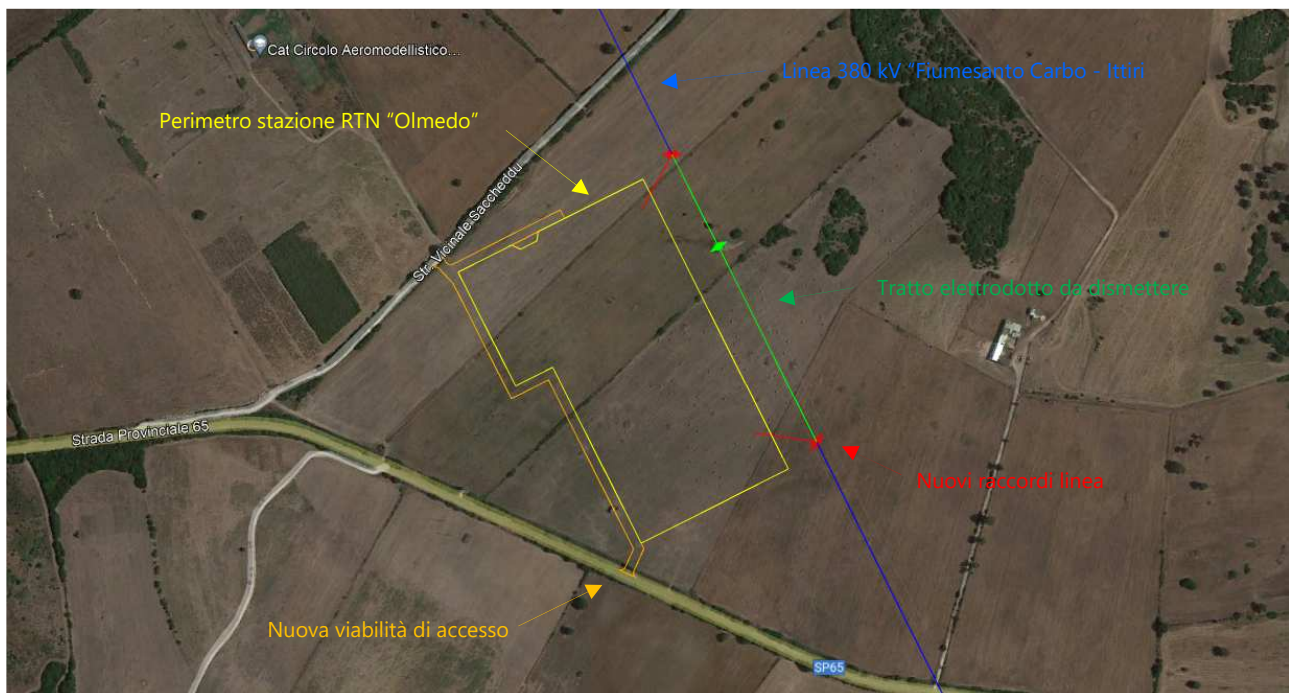 Cat Circolo Aeromodellistico...
Linea 380 kV "Fiumesanto Carbo - Ittiri
Perimetro stazione RTN "Olmedo"
Str. Vicinale Saccheddu
Tratto elettrodotto da dismettere
Strada Provinciale 65
Nuovi raccordi linea
Nuova viabilità di accesso
SP65